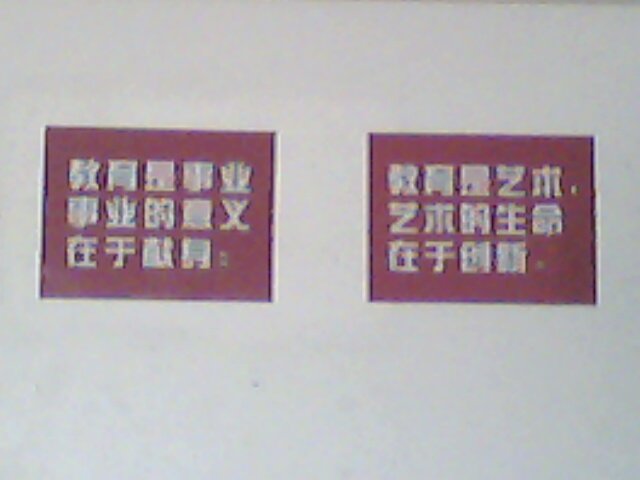 教育是事业
事业的意义
在于献身。
教育是艺术，
艺术的生命
在于创新。